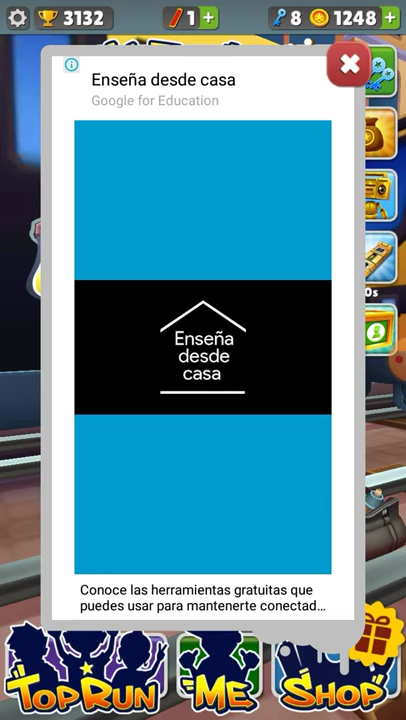 3132
1
8
1248
Enseña desde casa
Google for Education
Enseña
desde
casa
Conoce las herramientas gratuitas que
puedes usar para mantenerte conectad...
TOP RUN
ME
SHOP